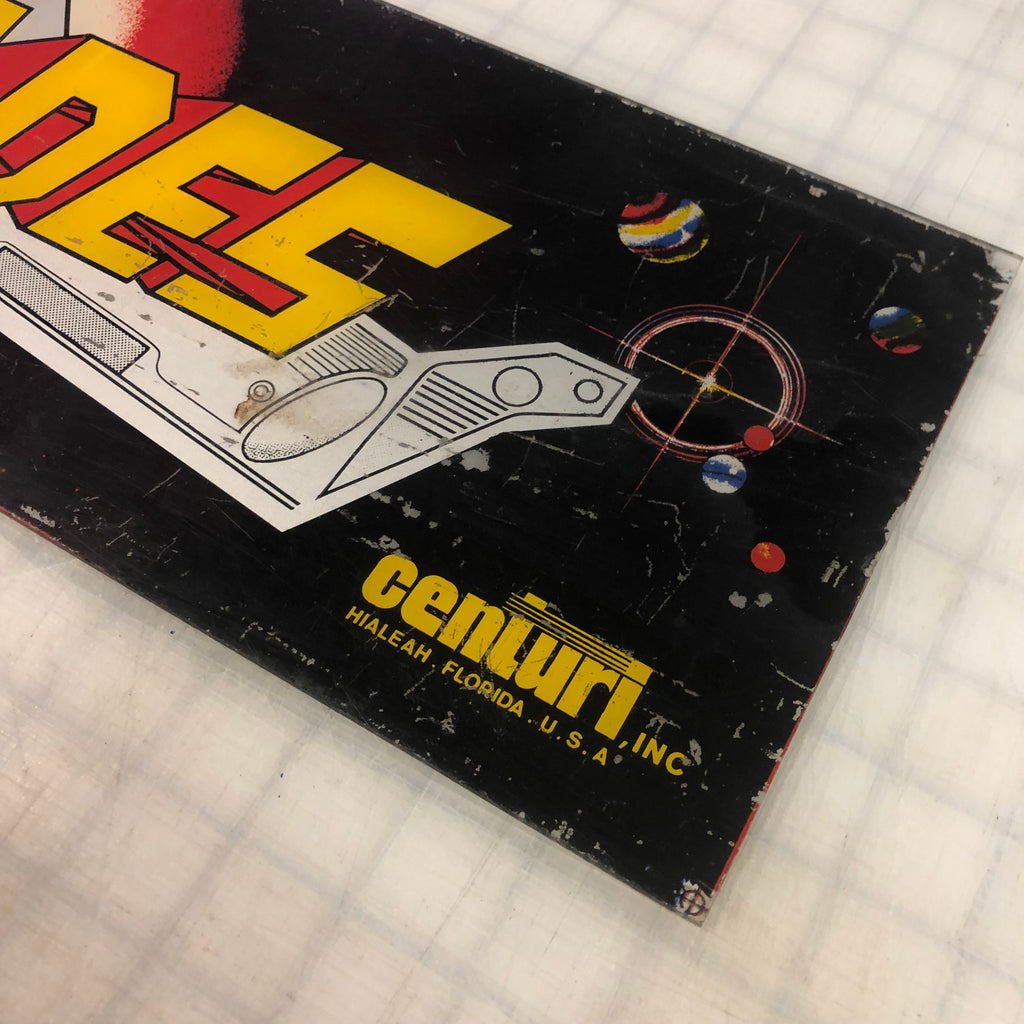 DES
centuri, INC
HIALEAH, FLORIDA. U.S.A